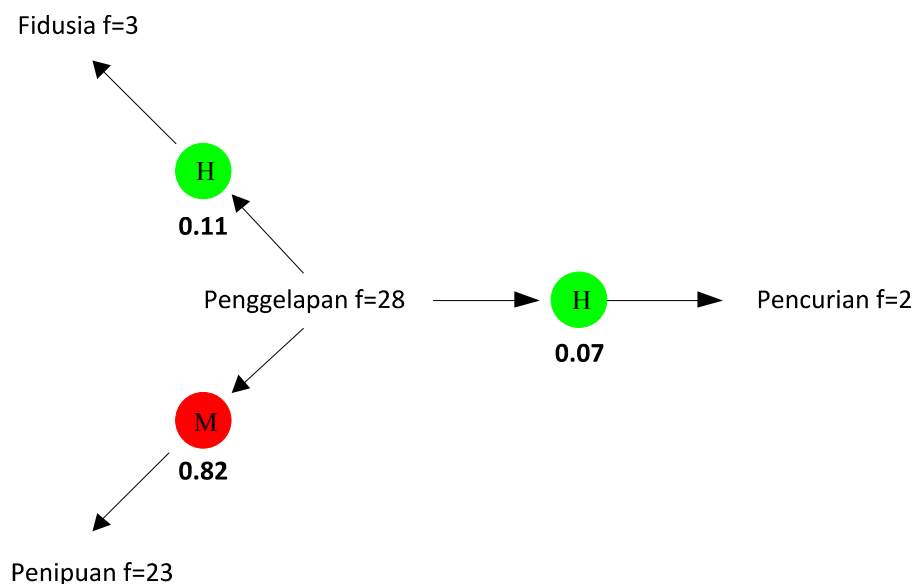 Fidusia f=3
H
0.11
Penggelapan f=28
H
Pencurian f=2
0.07
M
0.82
Penipuan f=23